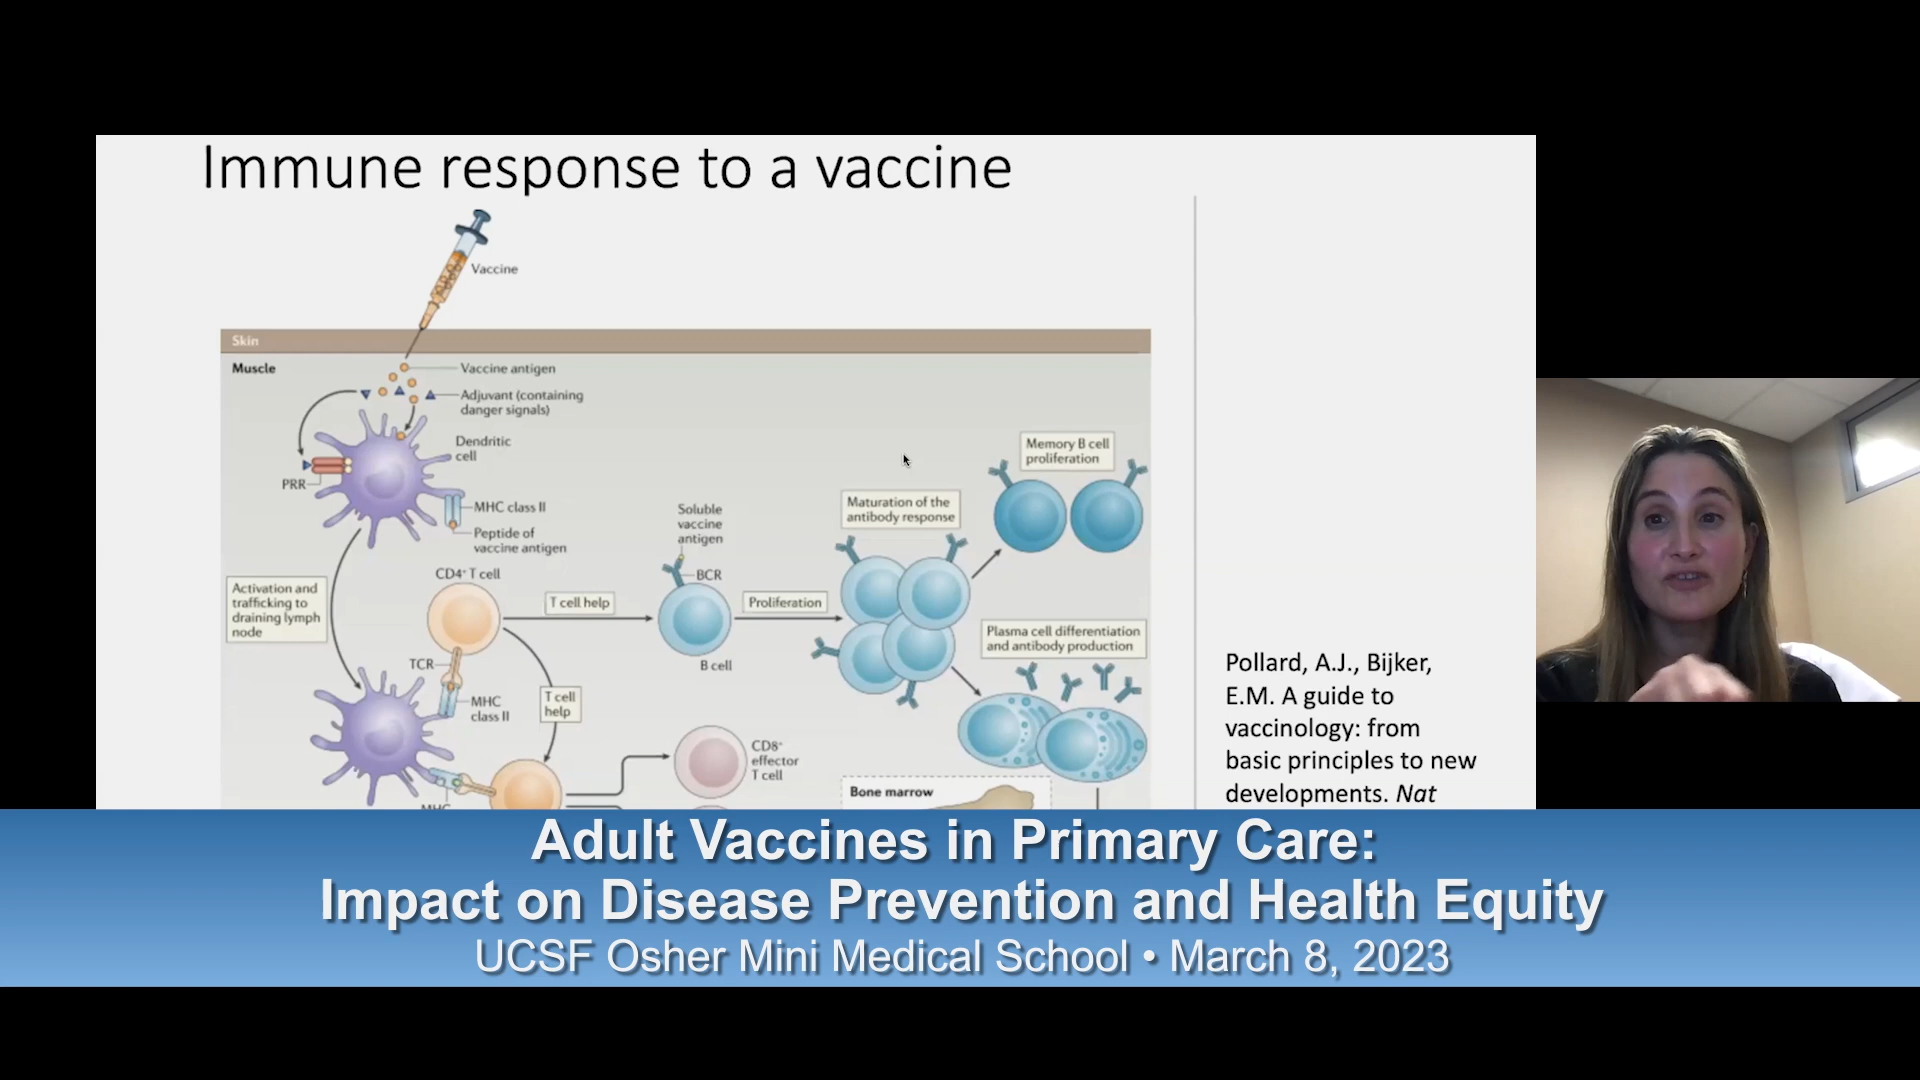 Immune response to a vaccine
Vaccine
Skin
Muscle
Vaccine antigen
Adjuvant (containing
danger signals)
Dendritic
cell
PRR
MHC class II
Peptide of
vaccine antigen
Activation and
trafficking to
draining lymph
node
CD4⁺ T cell
T cell help
Soluble
vaccine
antigen
BCR
B cell
Proliferation
Maturation of the
antibody response
Memory B cell
proliferation
Plasma cell differentiation
and antibody production
TCR
MHC
class II
T cell
help
CD8⁺
effector
T cell
MHC
Bone marrow
Pollard, A.J., Bijker,
E.M. A guide to
vaccinology: from
basic principles to new
developments. Nat
Adult Vaccines in Primary Care:
Impact on Disease Prevention and Health Equity
UCSF Osher Mini Medical School • March 8, 2023